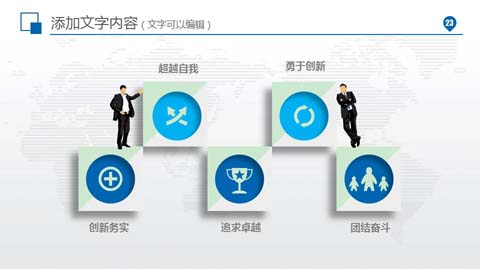 添加文字内容（文字可以编辑）
23
超越自我
勇于创新
创新务实
追求卓越
团结奋斗